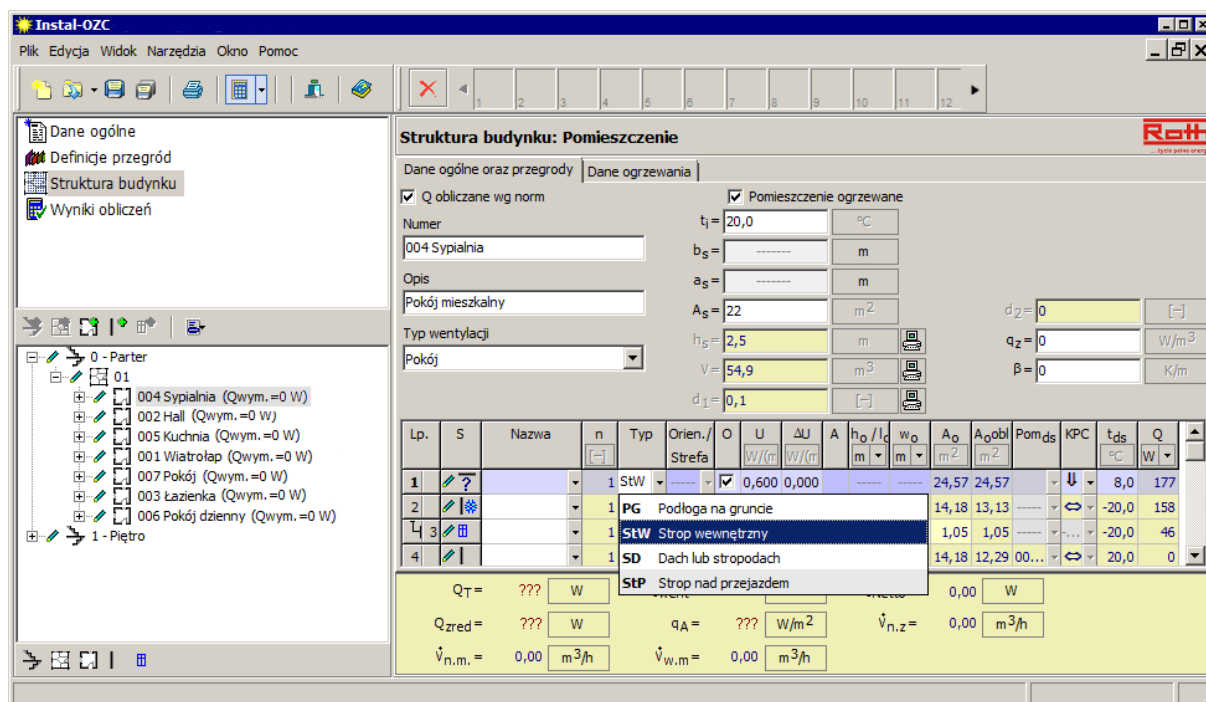 Instal-OZC
Plik Edycja Widok Narzędzia Okno Pomoc
1 2 3 4 5 6 7 8 9 10 11 12
Dane ogólne
Definicje przegród
Struktura budynku
Wyniki obliczeń
0 - Parter
01
004 Sypialnia (Qwym.=0 W)
002 Hall (Qwym.=0 W)
005 Kuchnia (Qwym.=0 W)
001 Wiatrołap (Qwym.=0 W)
007 Pokój (Qwym.=0 W)
003 Łazienka (Qwym.=0 W)
006 Pokój dzienny (Qwym.=0 W)
1 - Piętro
Struktura budynku: Pomieszczenie
Roth
Dane ogólne oraz przegrody Dane ogrzewania
Q obliczane wg norm Pomieszczenie ogrzewane
Numer ti= 20,0 °C
004 Sypialnia bS= ------- m
Opis aS= ------- m
Pokój mieszkalny AS= 22 m2 d2= 0 [-]
Typ wentylacji hS= 2,5 m qz= 0 W/m3
Pokój V= 54,9 m3 β= 0 K/m
d1= 0,1 [-]
Lp. S Nazwa n Typ Orien./ O U ΔU A ho/l wo Ao Aoobl Pomds KPC tds Q
[-] Strefa W/(m W/(m m m m2 m2 °C W
1 ? 1 StW ----- 0,600 0,000 ----- ----- 24,57 24,57 8,0 177
2 1 14,18 13,13 ----- -20,0 158
3 1 1,05 1,05 ----- -... -20,0 46
4 1 14,18 12,29 00... 20,0 0
PG Podłoga na gruncie
StW Strop wewnętrzny
SD Dach lub stropodach
StP Strop nad przejazdem
QT= ??? W 0,00 W
Qzred= ??? W qA= ??? W/m2 V̇n.z= 0,00 m3/h
V̇n.m.= 0,00 m3/h V̇w.m= 0,00 m3/h